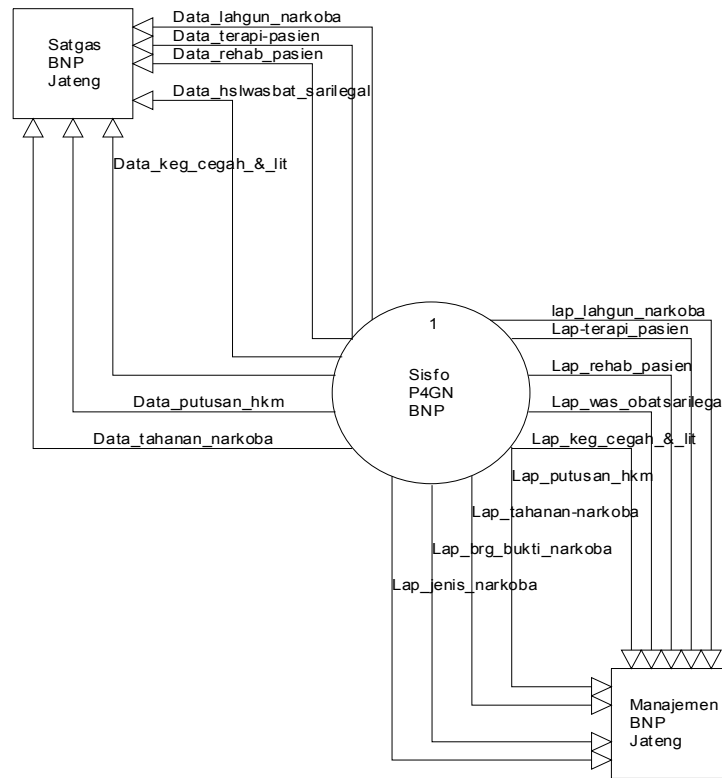 Data_lahgun_narkoba
Data_terapi-pasien
Data_rehab_pasien
Satgas
BNP
Jateng
Data_hslwasbat_sarilegal
Data_keg_cegah_&_lit
1
Sisfo
P4GN
BNP
Data_putusan_hkm
Data_tahanan_narkoba
lap_lahgun_narkoba
Lap-terapi_pasien
Lap_rehab_pasien
Lap_was_obatsarilegal
Lap_keg_cegah_&_lit
Lap_putusan_hkm
Lap_tahanan-narkoba
Lap_brg_bukti_narkoba
Lap_jenis_narkoba
Manajemen
BNP
Jateng